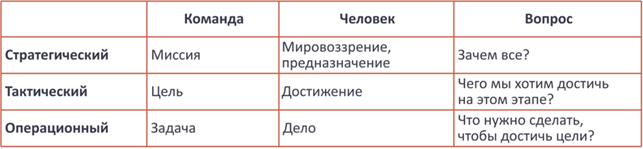 Команда Человек Вопрос
Стратегический Миссия Мировоззрение, предназначение Зачем все?
Тактический Цель Достижение Чего мы хотим достичь на этом этапе?
Операционный Задача Дело Что нужно сделать, чтобы достичь цели?